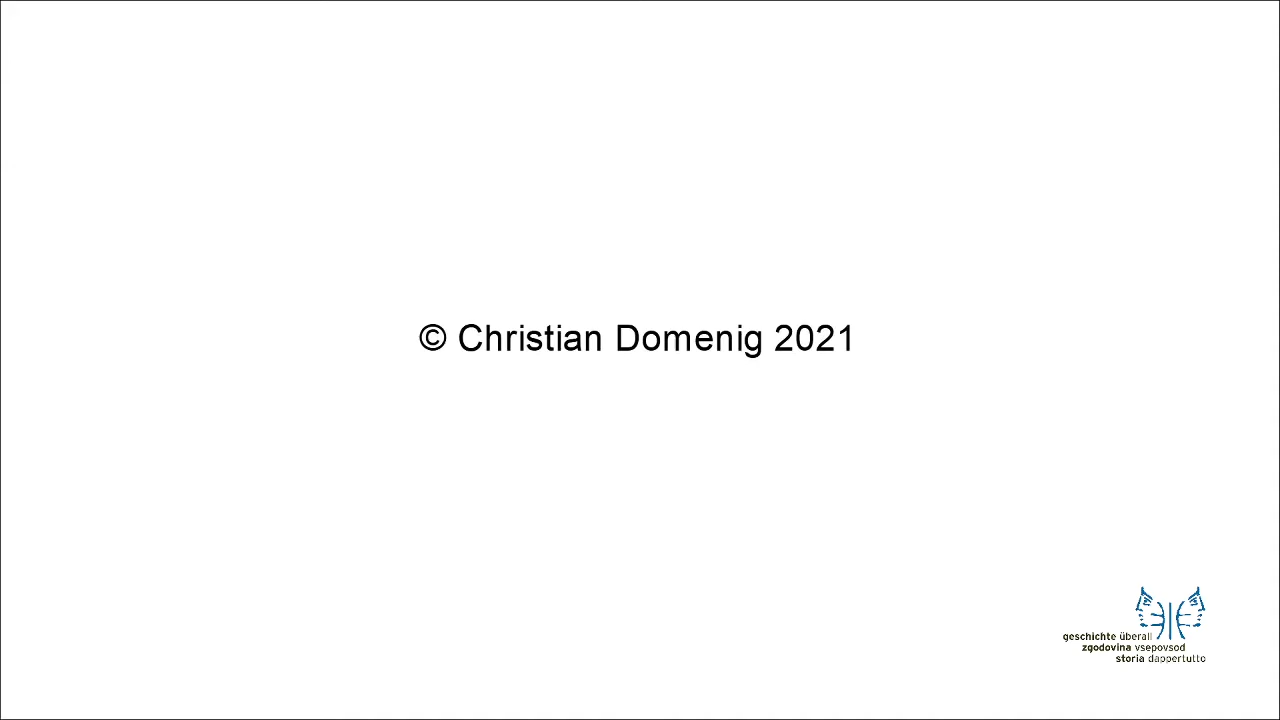 © Christian Domenig 2021
geschichte überall
zgodovina vsepovsod
storia dappertutto